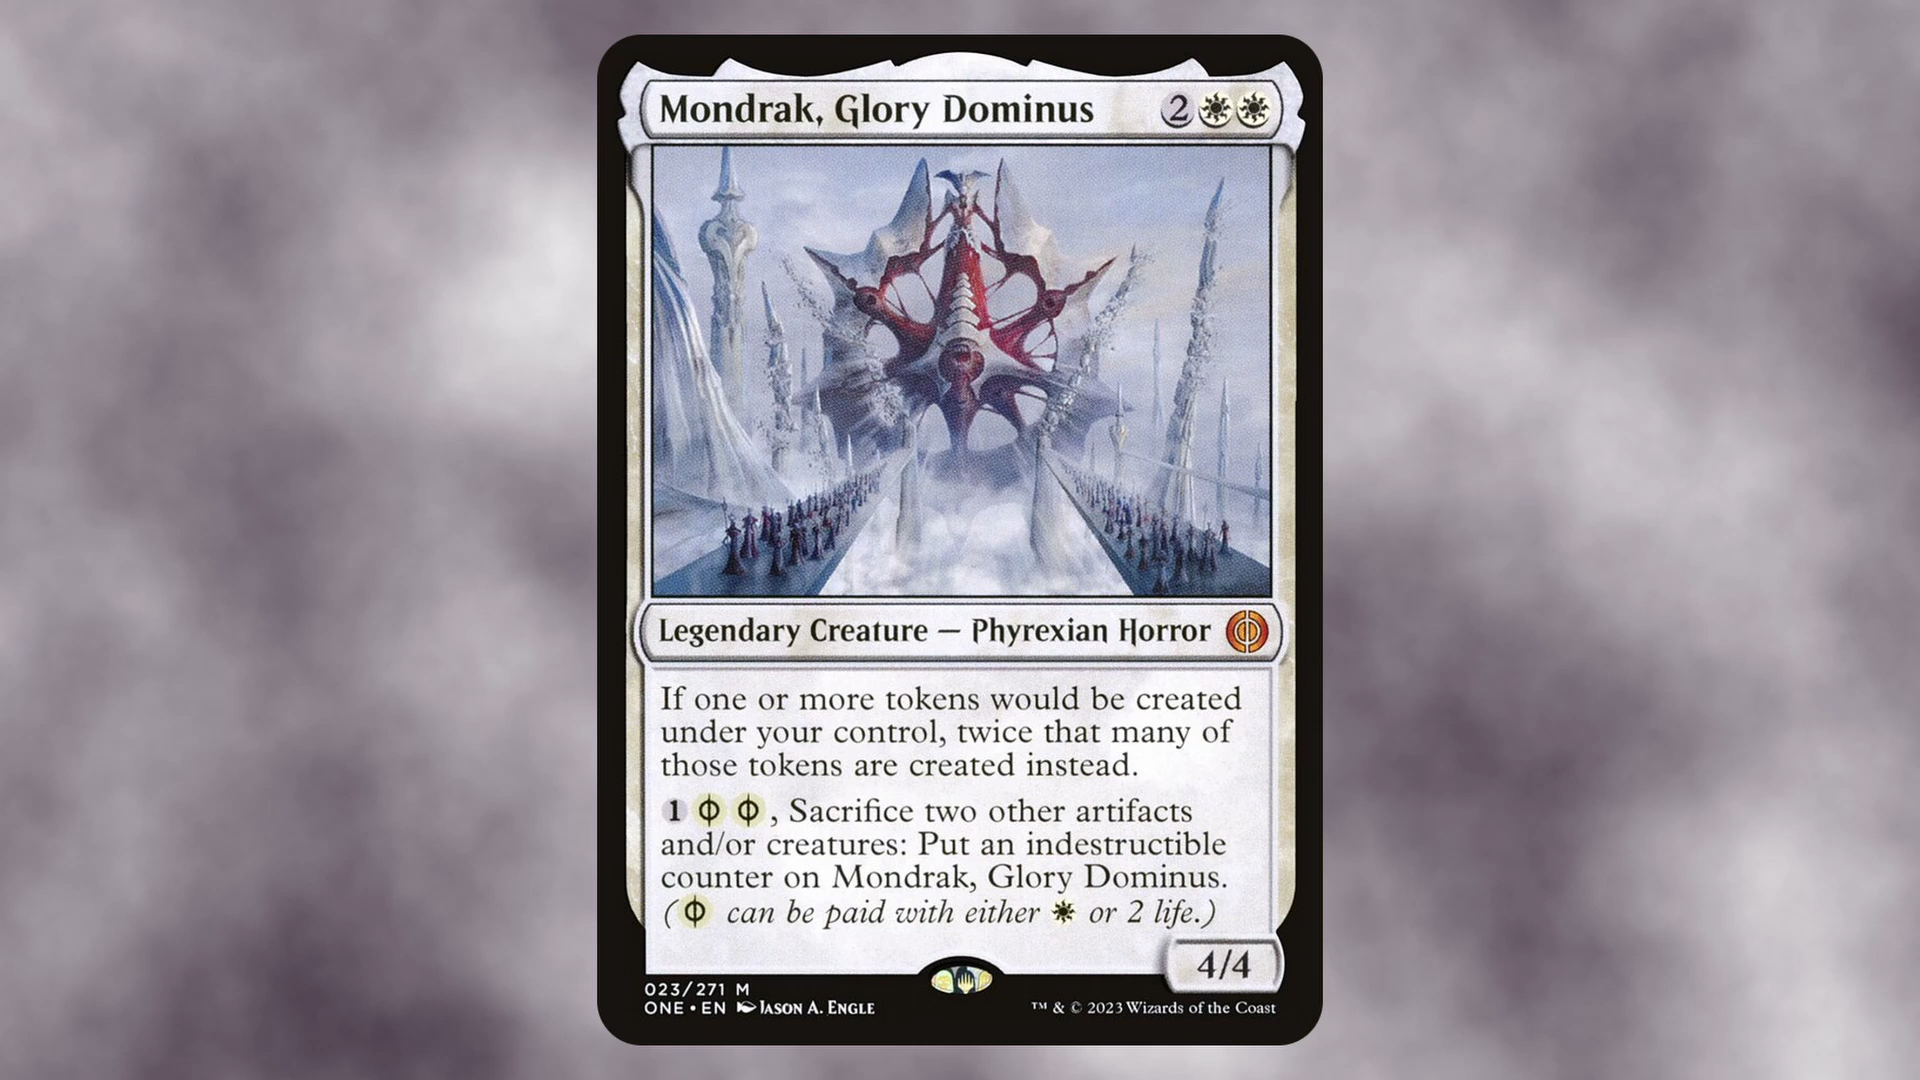 Mondrak, Glory Dominus 2
Legendary Creature — Phyrexian Horror
If one or more tokens would be created
under your control, twice that many of
those tokens are created instead.
1 , Sacrifice two other artifacts
and/or creatures: Put an indestructible
counter on Mondrak, Glory Dominus.
( can be paid with either or 2 life.)
4/4
023/271 M
ONE • EN Jason A. Engle
™ & © 2023 Wizards of the Coast